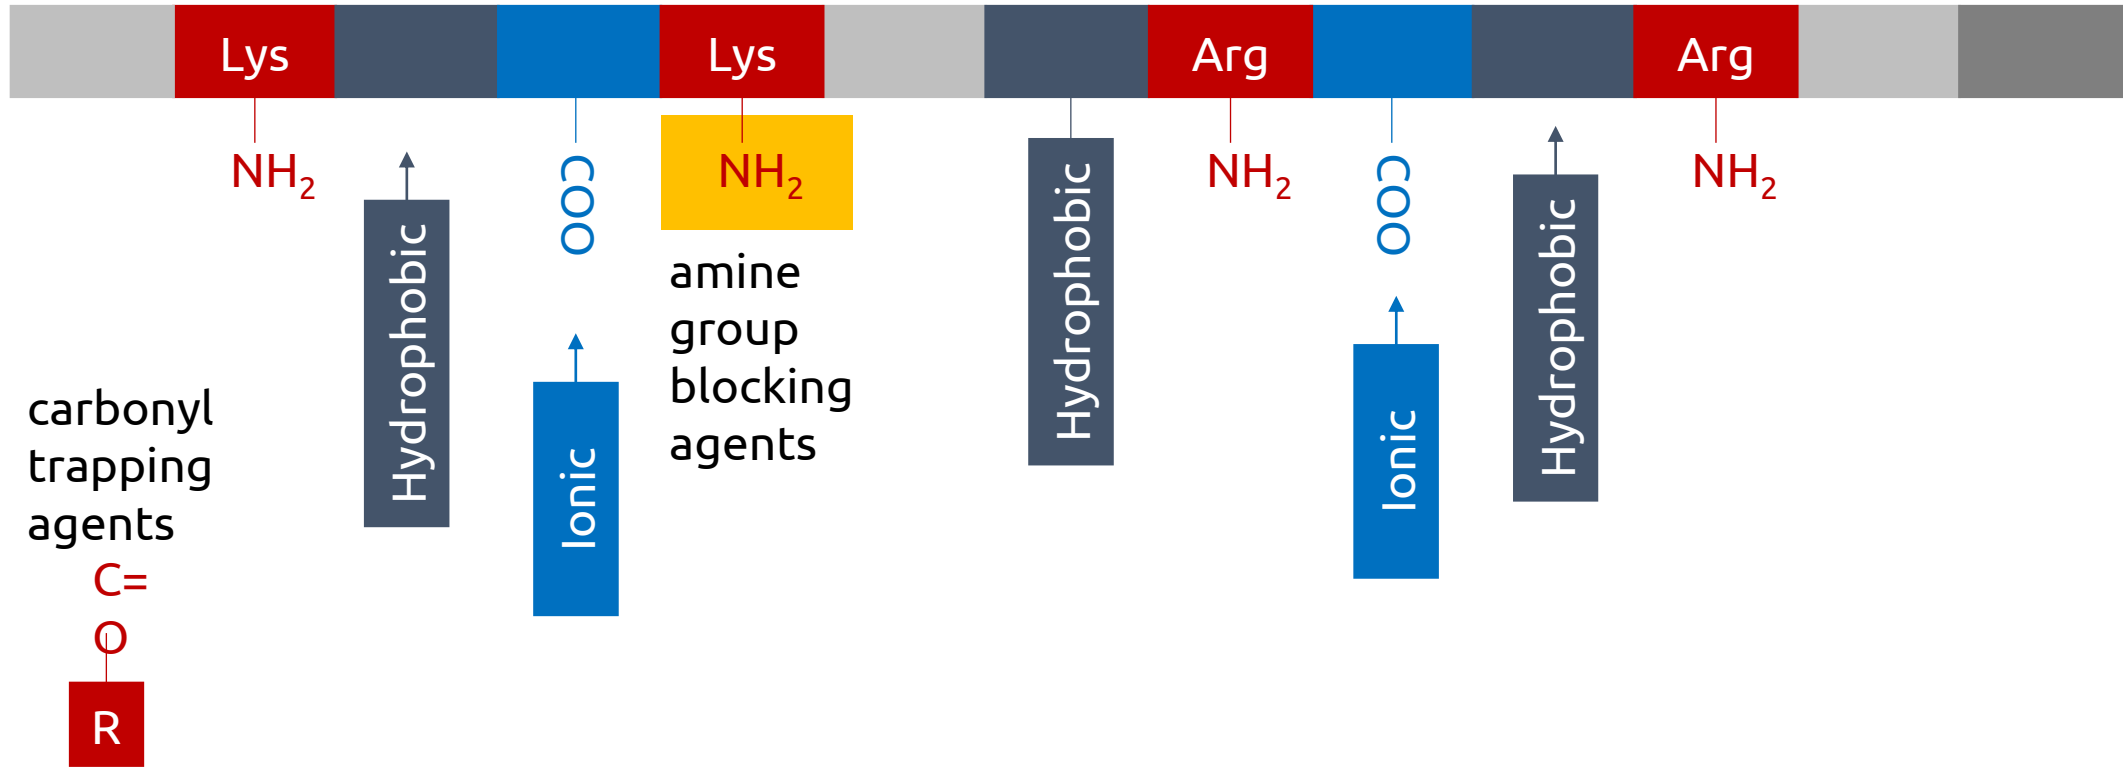 Lys
Lys
Arg
Arg
NH₂
Hydrophobic
COO
Ionic
NH₂
amine
group
blocking
agents
Hydrophobic
NH₂
COO
Ionic
Hydrophobic
NH₂
carbonyl
trapping
agents
C=
O
R